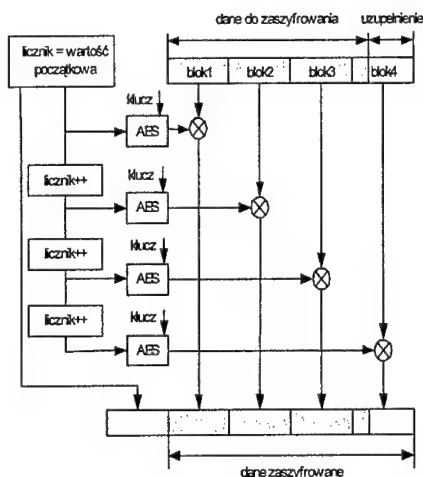 dane do zaszyfrowania
uzupełnienie
licznik = wartość
początkowa
blok1
blok2
blok3
blok4
klucz
AES
klucz
licznik++
AES
klucz
licznik++
AES
klucz
licznik++
AES
dane zaszyfrowane